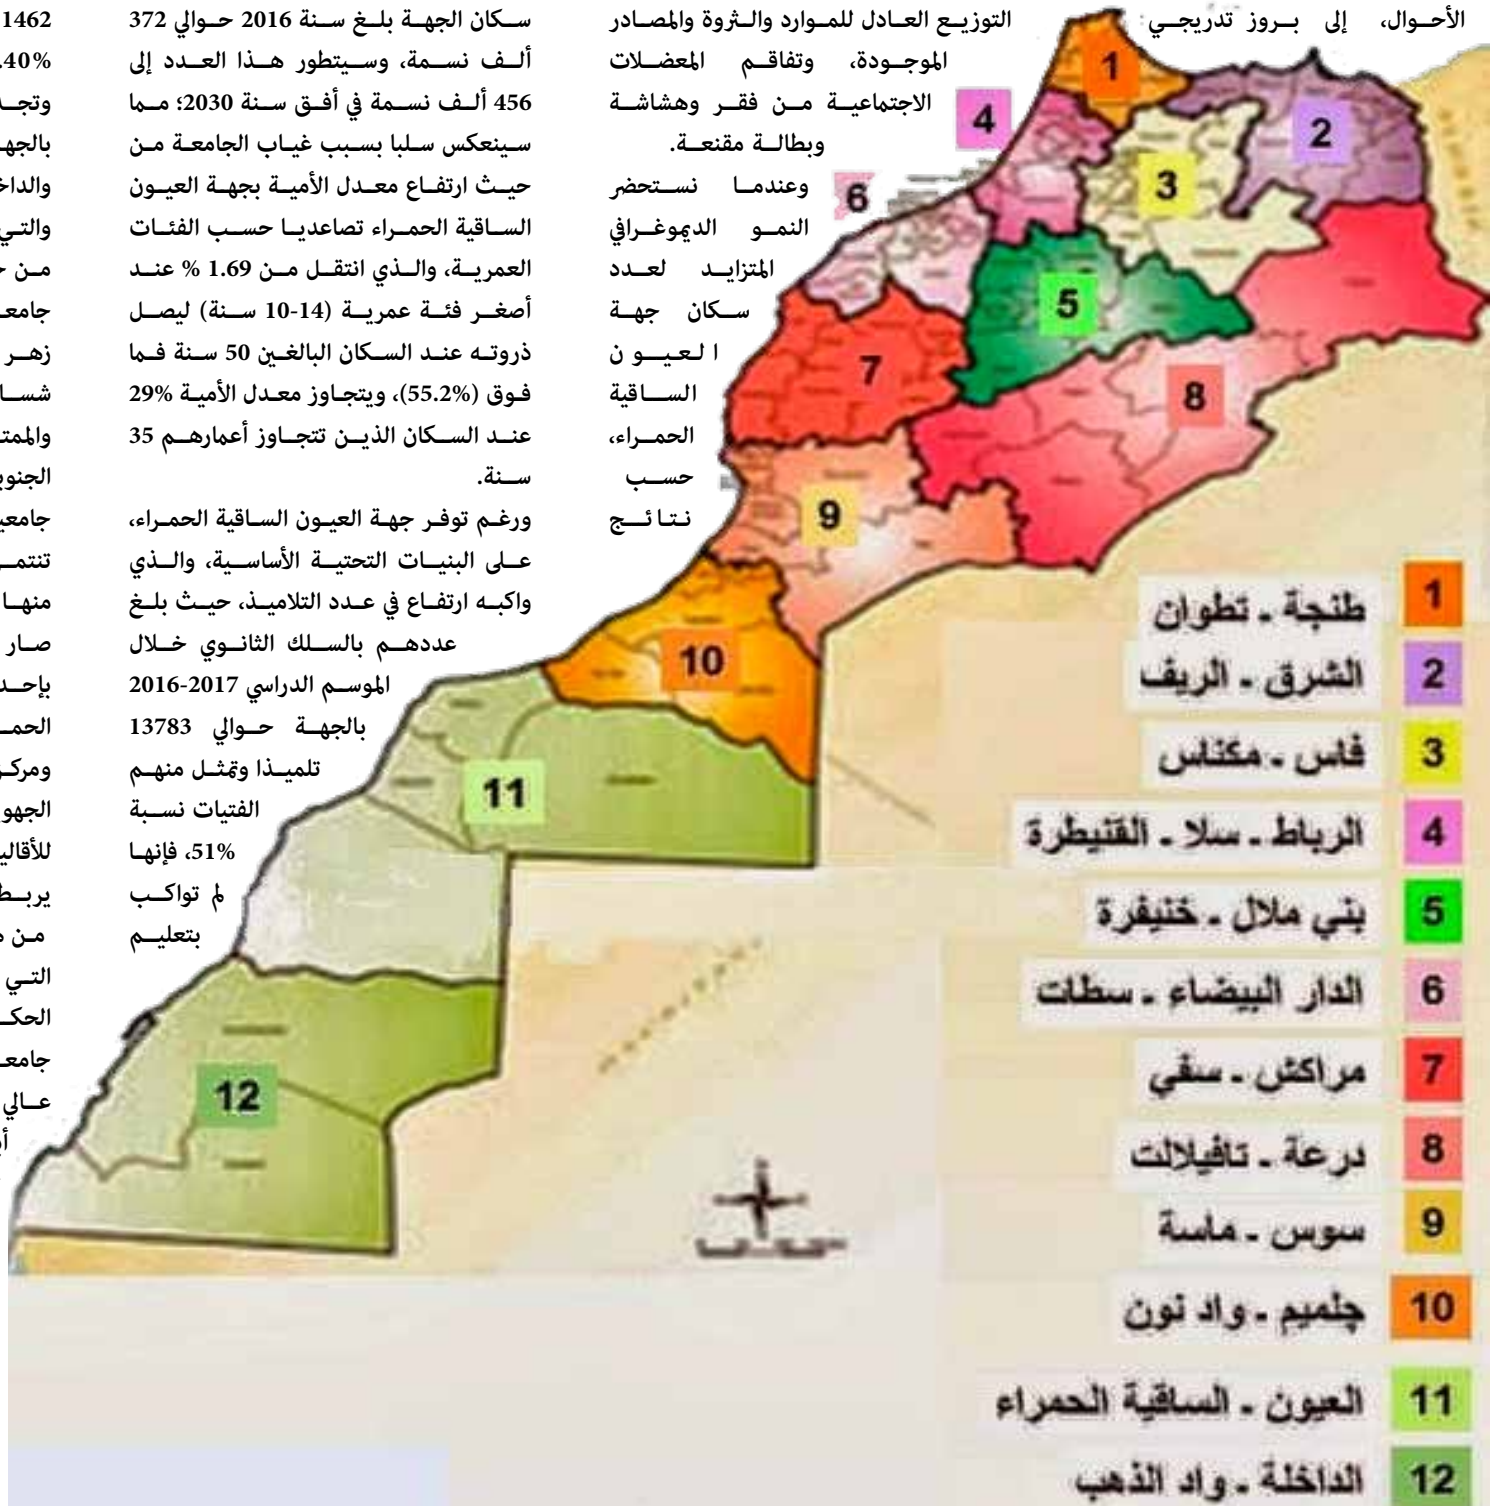 الأحوال، إلى بروز تدريجي
التوزيع العادل للموارد والثروة والمصادر
الموجودة، وتفاقم المعضلات
الاجتماعية من فقر وهشاشة
وبطالة مقنعة.
وعندما نستحضر
النمو الديموغرافي
المتزايد لعدد
سكان جهة
العيون
الساقية
الحمراء،
حسب
نتائج
سكان الجهة بلغ سنة 2016 حوالي 372
ألف نسمة، وسيتطور هذا العدد إلى
456 ألف نسمة في أفق سنة 2030؛ مما
سينعكس سلبا بسبب غياب الجامعة من
حيث ارتفاع معدل الأمية بجهة العيون
الساقية الحمراء تصاعديا حسب الفئات
العمرية، والذي انتقل من 1.69 % عند
أصغر فئة عمرية (14-10 سنة) ليصل
ذروته عند السكان البالغين 50 سنة فما
فوق (55.2%)، ويتجاوز معدل الأمية 29%
عند السكان الذين تتجاوز أعمارهم 35
سنة.
ورغم توفر جهة العيون الساقية الحمراء،
على البنيات التحتية الأساسية، والذي
واكبه ارتفاع في عدد التلاميذ، حيث بلغ
عددهم بالسلك الثانوي خلال
الموسم الدراسي 2017-2016
بالجهة حوالي 13783
تلميذا وتمثل منهم
الفتيات نسبة
51%، فإنها
لم تواكب
بتعليم
1462
40%.
وتجد
بالجه
والداخ
والتي
من
جامع
زهر
شسا
والممت
الجنوب
جامعي
تنتم
منها
صار
بإحد
الحم
ومركز
الجهو
للأقالي
يربط
من
التي
الحك
جامع
عالي
1
2
3
4
5
6
7
8
9
10
11
12
1 طنجة - تطوان
2 الشرق - الريف
3 فاس - مكناس
4 الرباط - سلا - القنيطرة
5 بني ملال - خنيفرة
6 الدار البيضاء - سطات
7 مراكش - سفي
8 درعة - تافيلالت
9 سوس - ماسة
10 چلميم - واد نون
11 العيون - الساقية الحمراء
12 الداخلة - واد الذهب